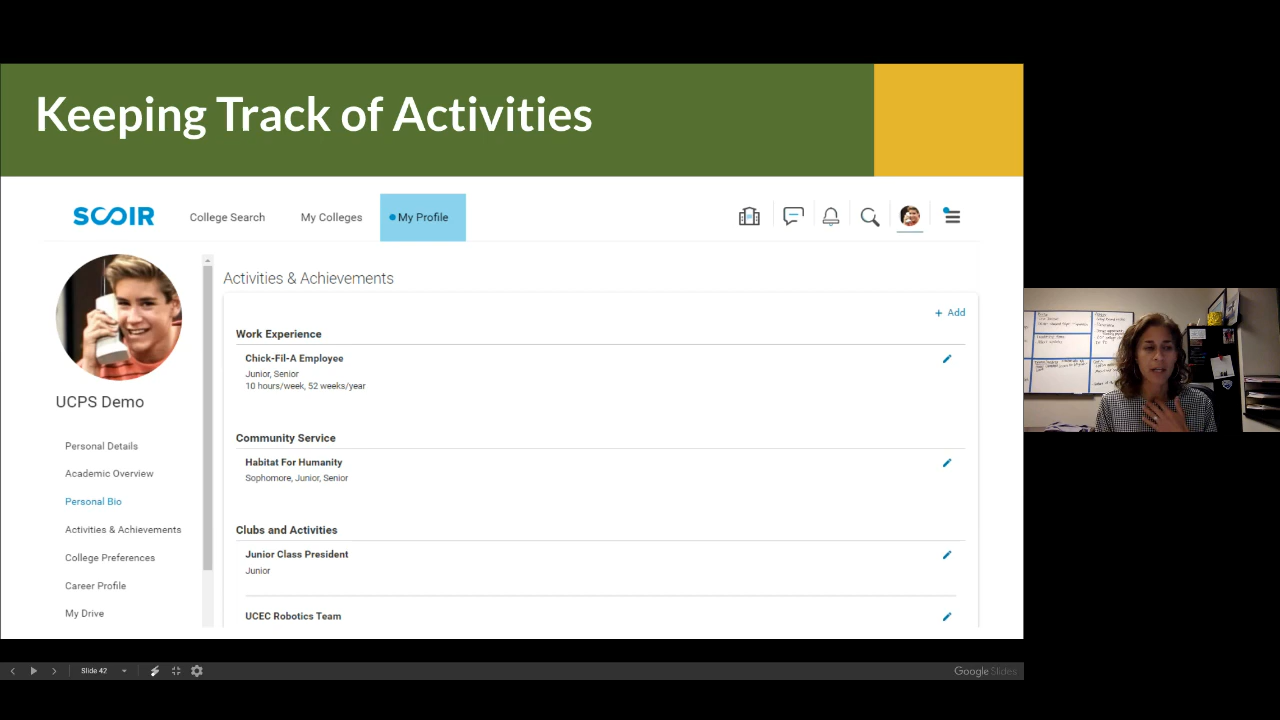 Keeping Track of Activities
SCOIR
College Search
My Colleges
My Profile
Activities & Achievements
+ Add
Work Experience
Chick-Fil-A Employee
Junior, Senior
10 hours/week, 52 weeks/year
UCPS Demo
Personal Details
Academic Overview
Personal Bio
Activities & Achievements
College Preferences
Career Profile
My Drive
Community Service
Habitat For Humanity
Sophomore, Junior, Senior
Clubs and Activities
Junior Class President
Junior
UCEC Robotics Team
Slide 42
Google Slides